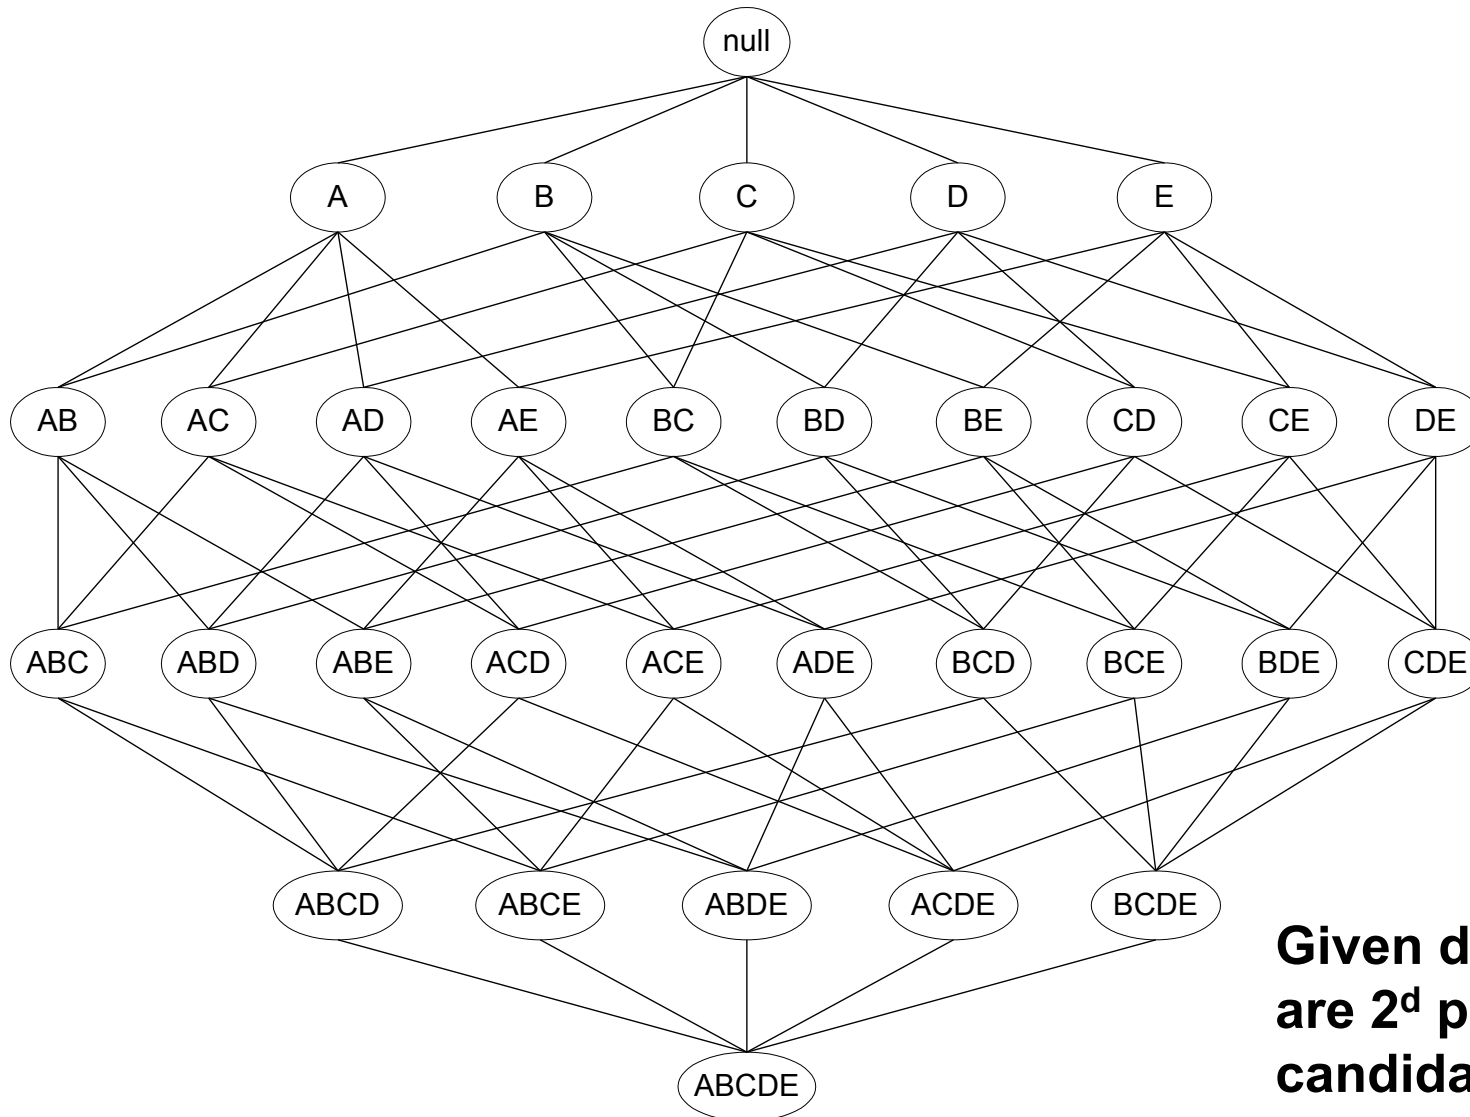 null
A B C D E
AB AC AD AE BC BD BE CD CE DE
ABC ABD ABE ACD ACE ADE BCD BCE BDE CDE
ABCD ABCE ABDE ACDE BCDE
ABCDE
Given d
are 2ᵈ p
candida